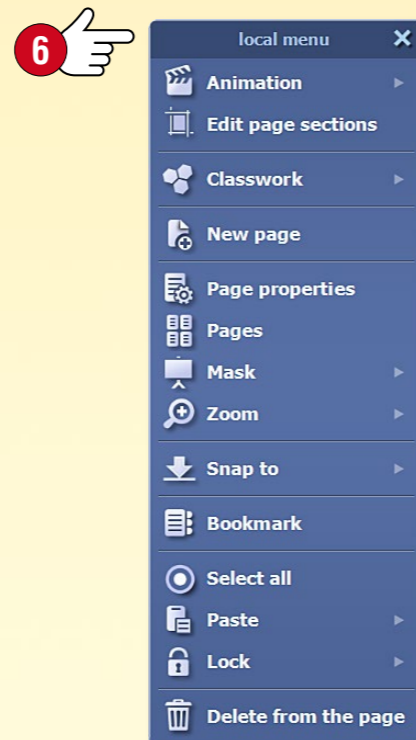 6
local menu
Animation
Edit page sections
Classwork
New page
Page properties
Pages
Mask
Zoom
Snap to
Bookmark
Select all
Paste
Lock
Delete from the page